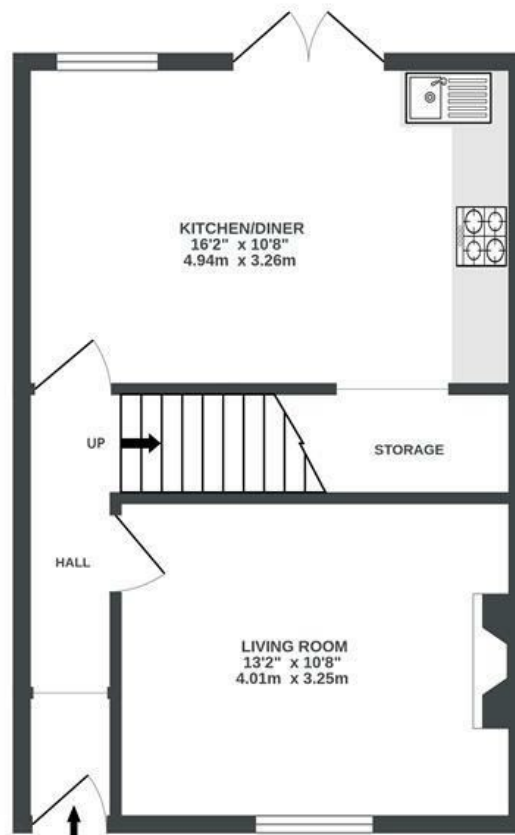 KITCHEN/DINER
16'2" x 10'8"
4.94m x 3.26m
UP
STORAGE
HALL
LIVING ROOM
13'2" x 10'8"
4.01m x 3.25m